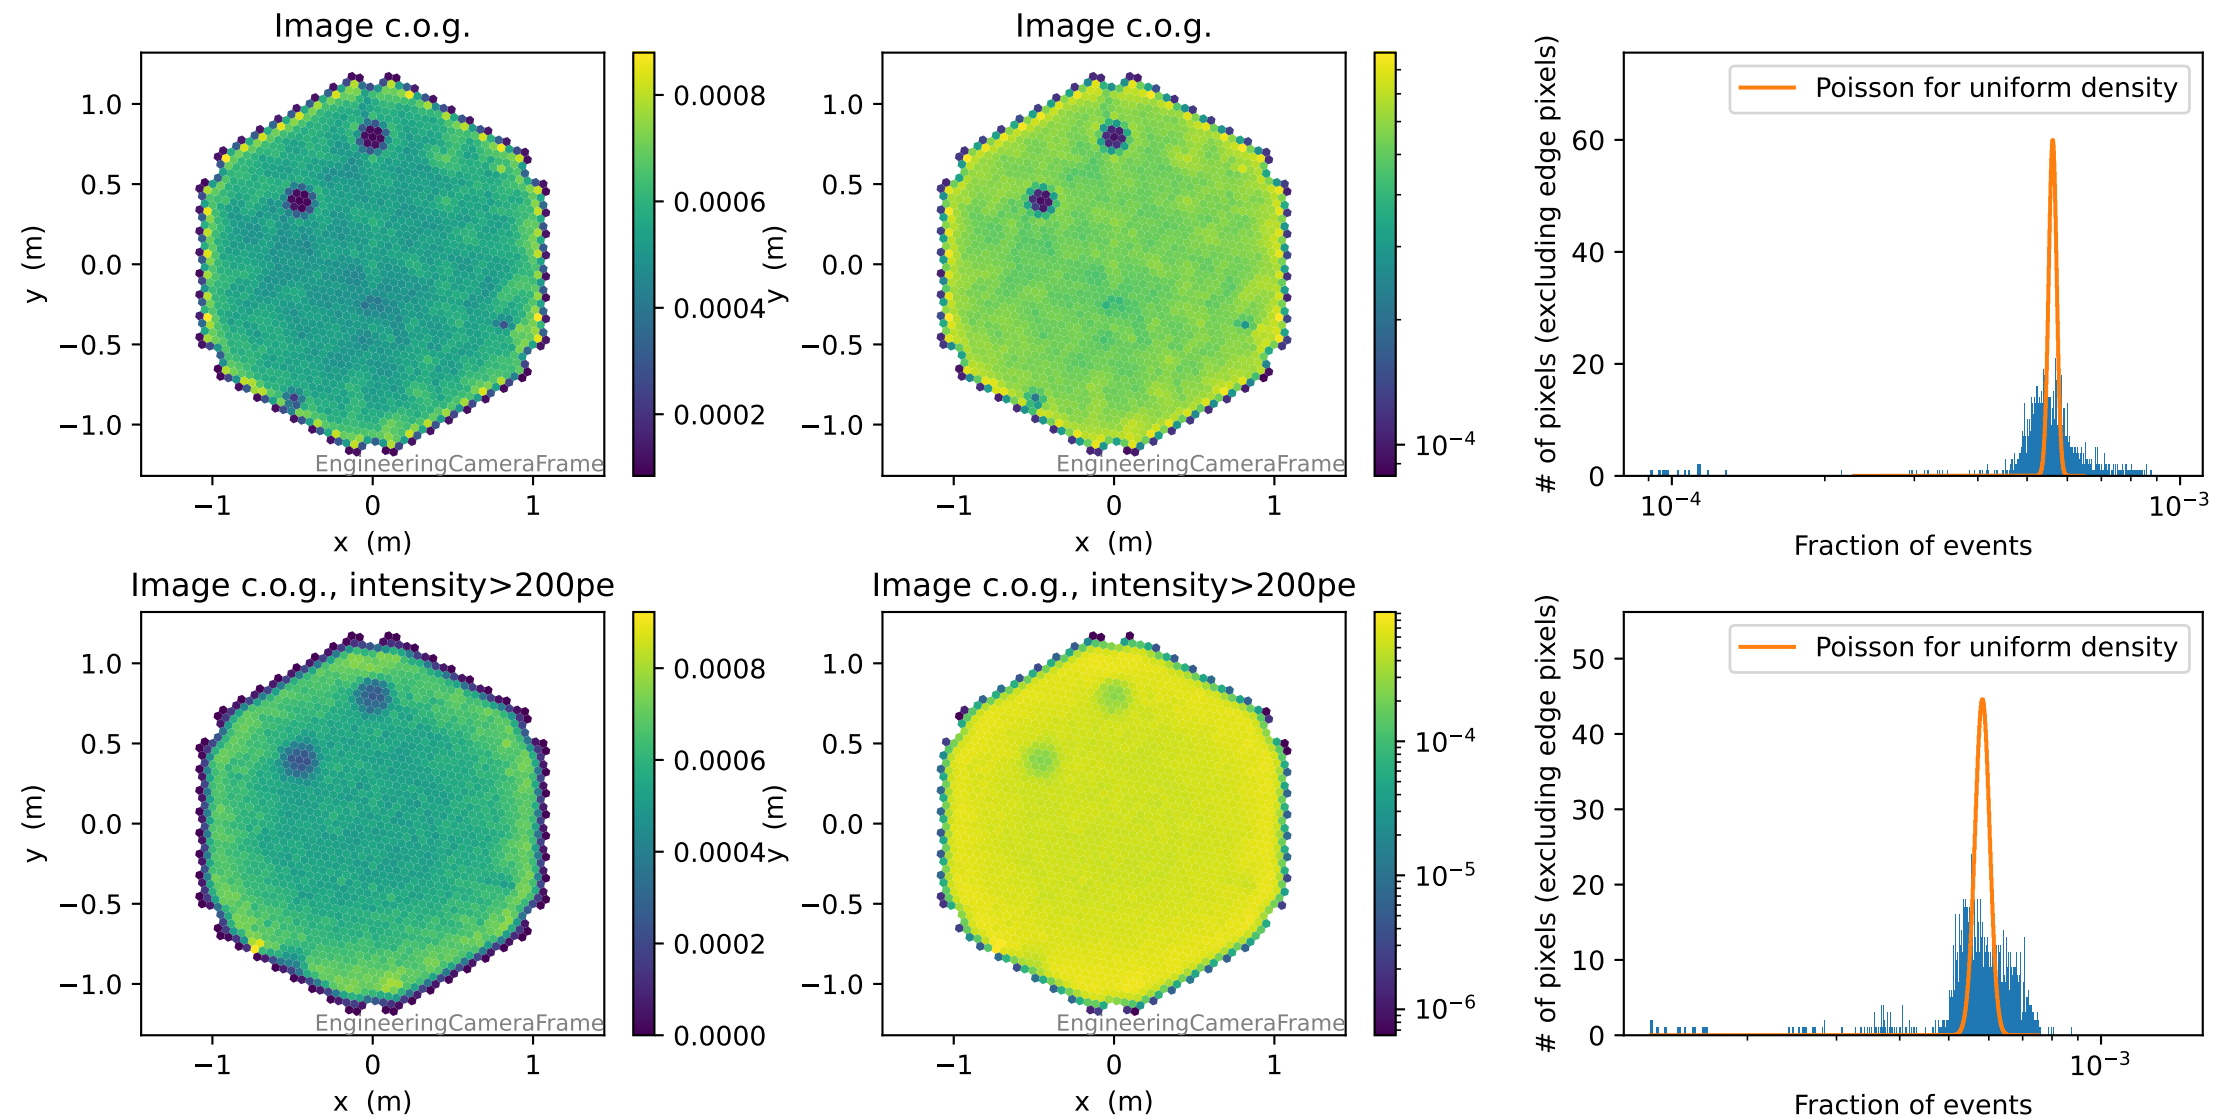 Image c.o.g.
1.0
0.5
0.0
−0.5
−1.0
y (m)
EngineeringCameraFrame
−1
0
1
x (m)
0.0008
0.0006
0.0004
0.0002
Image c.o.g.
1.0
0.5
0.0
−0.5
−1.0
y (m)
EngineeringCameraFrame
−1
0
1
x (m)
10⁻⁴
# of pixels (excluding edge pixels)
60
40
20
0
Poisson for uniform density
10⁻⁴
10⁻³
Fraction of events
Image c.o.g., intensity>200pe
1.0
0.5
0.0
−0.5
−1.0
y (m)
EngineeringCameraFrame
−1
0
1
x (m)
0.0008
0.0006
0.0004
0.0002
0.0000
Image c.o.g., intensity>200pe
1.0
0.5
0.0
−0.5
−1.0
y (m)
EngineeringCameraFrame
−1
0
1
x (m)
10⁻⁴
10⁻⁵
10⁻⁶
# of pixels (excluding edge pixels)
50
40
30
20
10
0
Poisson for uniform density
10⁻³
Fraction of events